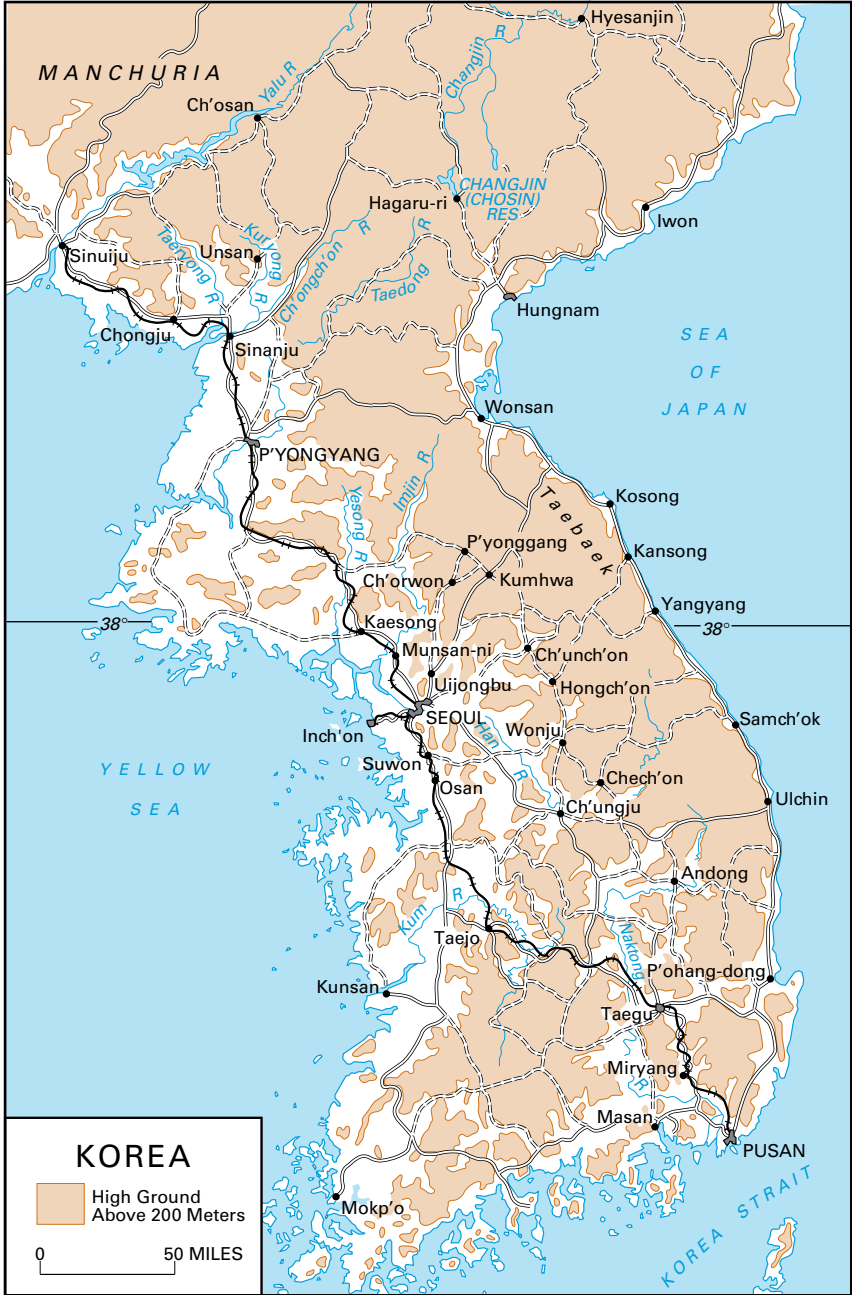 Hyesanjin
MANCHURIA
Changjin
R
Yalu R
Ch'osan
CHANGJIN
(CHOSIN)
RES
Hagaru-ri
Iwon
Sinuiju
Taeryong
R
Unsan
Kuryong
R
Ch'ongch'on
R
Taedong
R
Hungnam
Chongju
Sinanju
SEA
OF
JAPAN
Wonsan
P'YONGYANG
Imjin R
Yesong
R
Taebaek
Kosong
P'yonggang
Kansong
Ch'orwon
Kumhwa
Yangyang
38°
38°
Kaesong
Munsan-ni
Ch'unch'on
Uijongbu
Hongch'on
SEOUL
Samch'ok
Inch'on
Han
R
Wonju
Suwon
YELLOW
SEA
Osan
Chech'on
Ch'ungju
Ulchin
Andong
Kum
R
Taejo
Naktong
R
P'ohang-dong
Kunsan
Taegu
Miryang
Masan
PUSAN
Mokp'o
KOREA STRAIT
KOREA
High Ground
Above 200 Meters
0
50 MILES